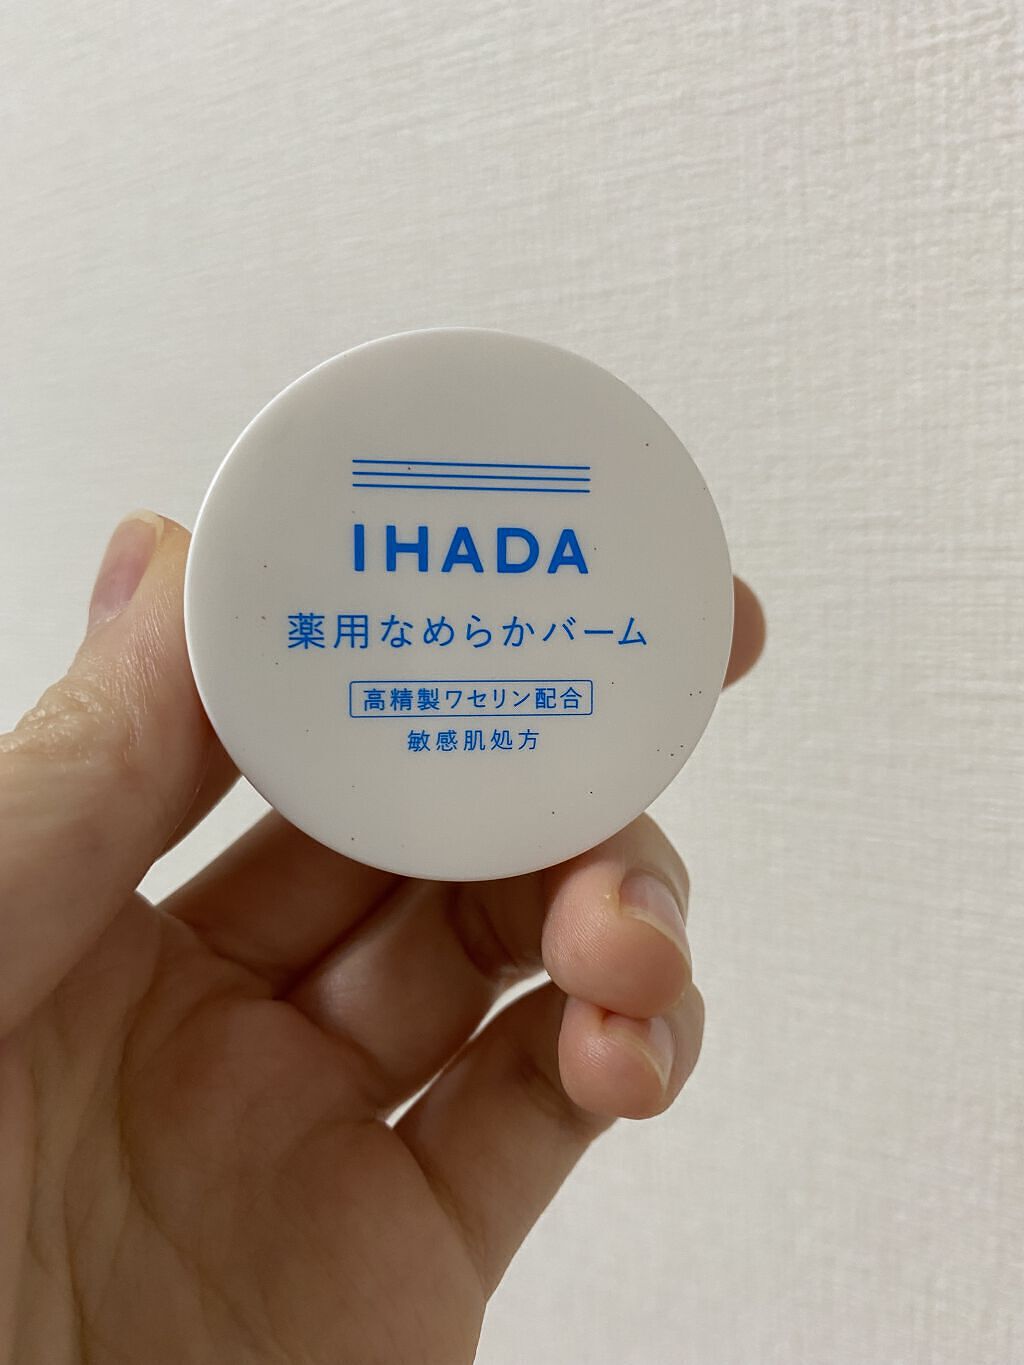 IHADA
薬用なめらかバーム
高精製ワセリン配合
敏感肌処方